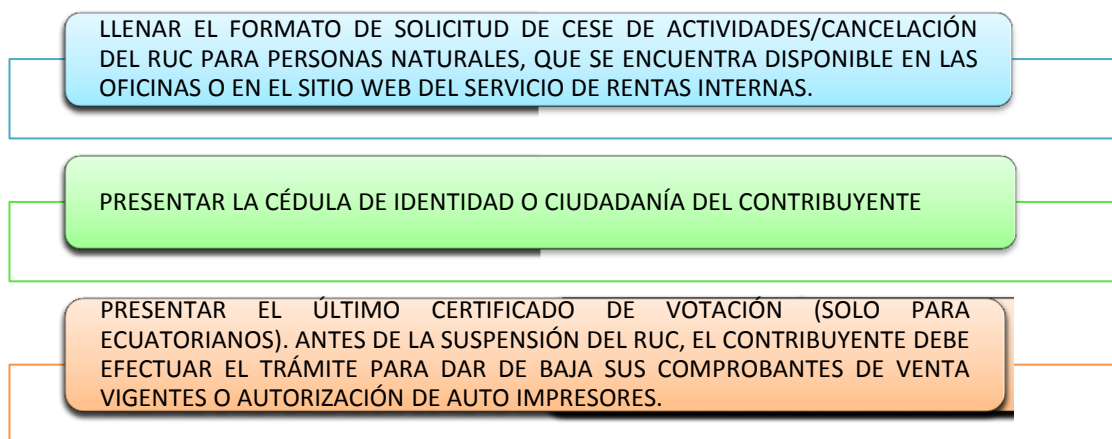 LLENAR EL FORMATO DE SOLICITUD DE CESE DE ACTIVIDADES/CANCELACIÓN
DEL RUC PARA PERSONAS NATURALES, QUE SE ENCUENTRA DISPONIBLE EN LAS
OFICINAS O EN EL SITIO WEB DEL SERVICIO DE RENTAS INTERNAS.
PRESENTAR LA CÉDULA DE IDENTIDAD O CIUDADANÍA DEL CONTRIBUYENTE
PRESENTAR EL ÚLTIMO CERTIFICADO DE VOTACIÓN (SOLO PARA
ECUATORIANOS). ANTES DE LA SUSPENSIÓN DEL RUC, EL CONTRIBUYENTE DEBE
EFECTUAR EL TRÁMITE PARA DAR DE BAJA SUS COMPROBANTES DE VENTA
VIGENTES O AUTORIZACIÓN DE AUTO IMPRESORES.